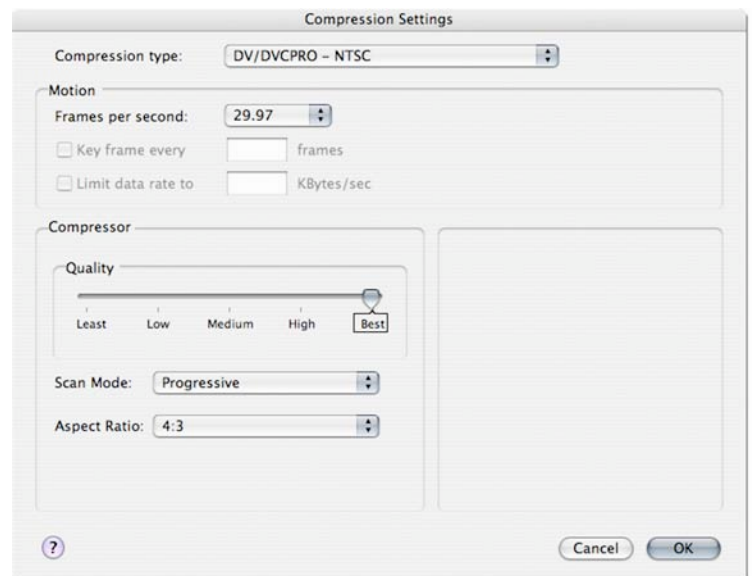 Compression Settings
Compression type: DV/DVCPRO – NTSC
Motion
Frames per second: 29.97
Key frame every frames
Limit data rate to KBytes/sec
Compressor
Quality
Least Low Medium High Best
Scan Mode: Progressive
Aspect Ratio: 4:3
? Cancel OK